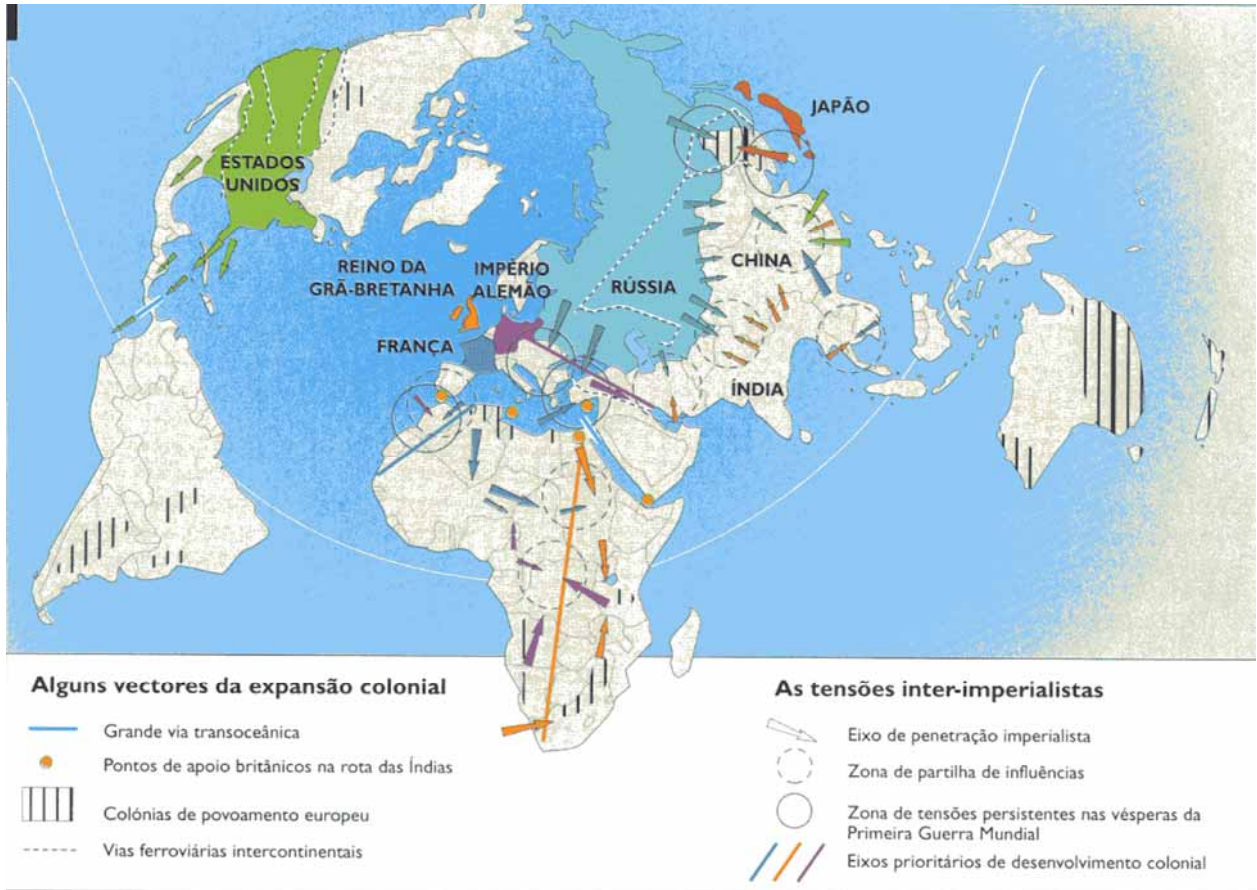 JAPÃO
ESTADOS
UNIDOS
REINO DA
GRÃ-BRETANHA
IMPÉRIO
ALEMÃO
RÚSSIA
CHINA
FRANÇA
ÍNDIA
Alguns vectores da expansão colonial
Grande via transoceânica
Pontos de apoio britânicos na rota das Índias
Colónias de povoamento europeu
Vias ferroviárias intercontinentais
As tensões inter-imperialistas
Eixo de penetração imperialista
Zona de partilha de influências
Zona de tensões persistentes nas vésperas da
Primeira Guerra Mundial
Eixos prioritários de desenvolvimento colonial